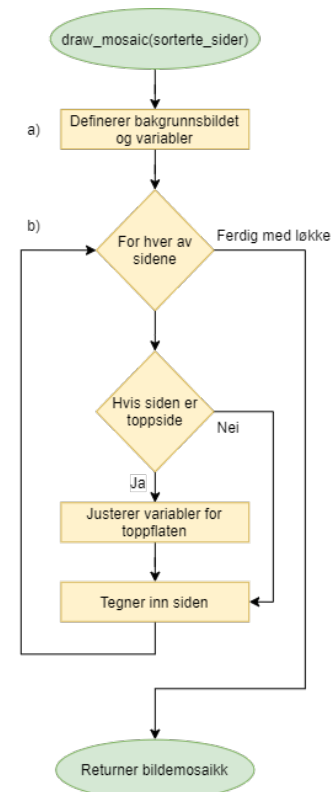 draw_mosaic(sorterte_sider)
a)
Definerer bakgrunnsbildet
og variabler
b)
For hver av
sidene
Ferdig med løkke
Hvis siden er
toppside
Nei
Ja
Justerer variabler for
toppflaten
Tegner inn siden
Returner bildemosaikk